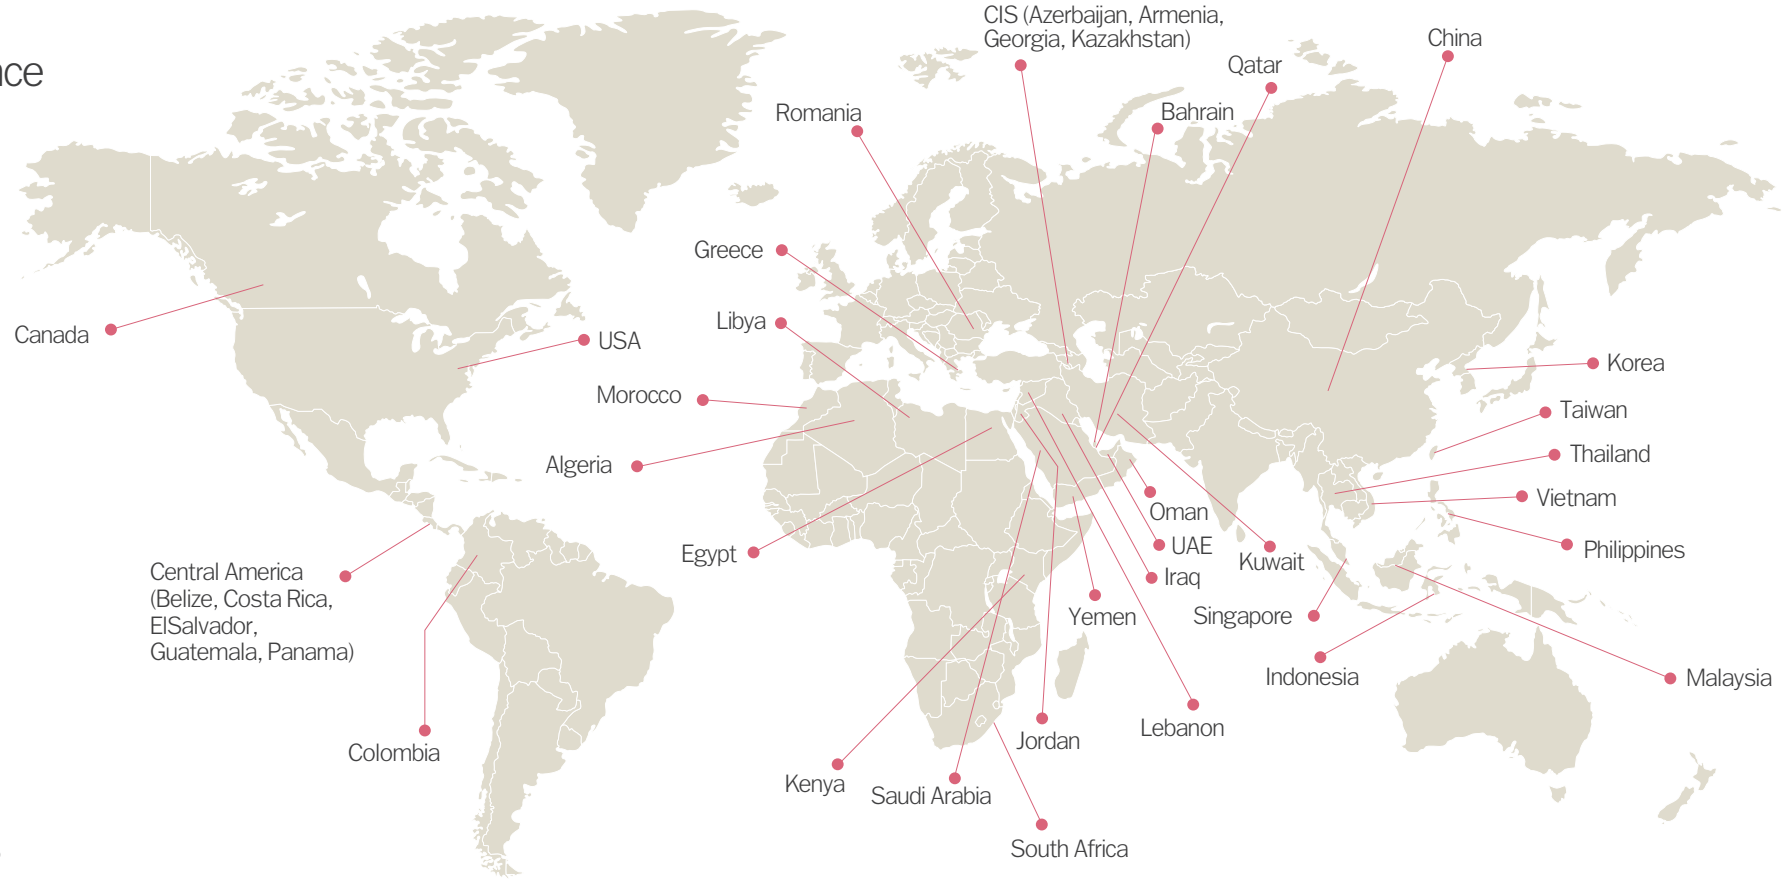 CIS (Azerbaijan, Armenia,
Georgia, Kazakhstan)
China
Qatar
Bahrain
Romania
Greece
Libya
Canada
USA
Morocco
Korea
Taiwan
Algeria
Thailand
Vietnam
Oman
UAE
Egypt
Kuwait
Philippines
Iraq
Central America
(Belize, Costa Rica,
ElSalvador,
Guatemala, Panama)
Yemen
Singapore
Indonesia
Malaysia
Colombia
Jordan
Lebanon
Kenya
Saudi Arabia
South Africa